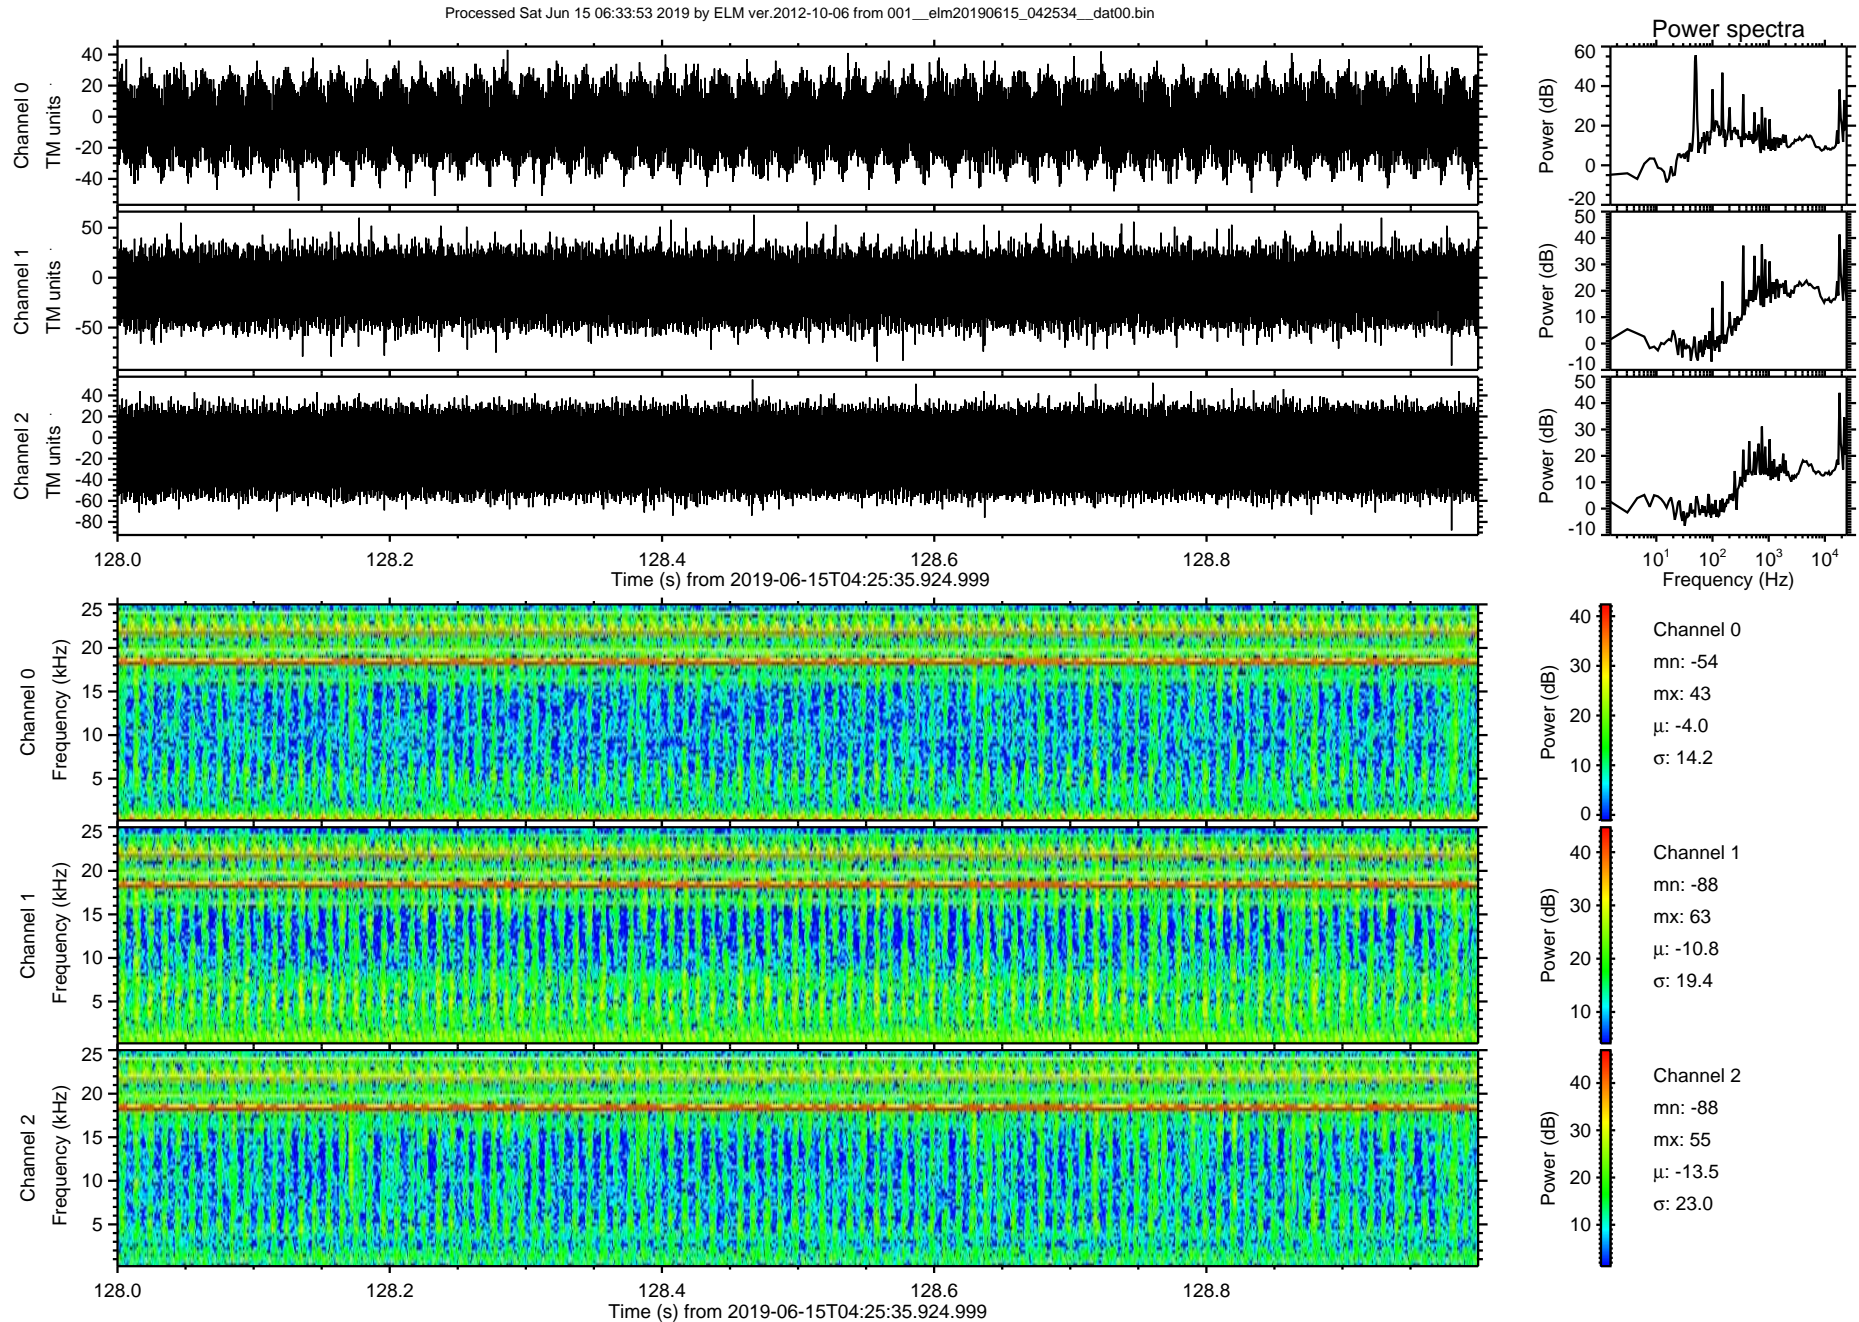 Processed Sat Jun 15 06:33:53 2019 by ELM ver.2012-10-06 from 001__elm20190615_042534__dat00.bin
Power spectra
Channel 0
TM units
40
20
0
-20
-40
Power (dB)
60
40
20
0
-20
Channel 1
TM units
50
0
-50
Power (dB)
50
40
30
20
10
0
-10
Channel 2
TM units
40
20
0
-20
-40
-60
-80
Power (dB)
50
40
30
20
10
0
-10
128.0 128.2 128.4 128.6 128.8
Time (s) from 2019-06-15T04:25:35.924.999
10^1 10^2 10^3 10^4
Frequency (Hz)
Channel 0
Frequency (kHz)
25
20
15
10
5
Power (dB)
40
30
20
10
0
Channel 0
mn: -54
mx: 43
μ: -4.0
σ: 14.2
Channel 1
Frequency (kHz)
25
20
15
10
5
Power (dB)
40
30
20
10
Channel 1
mn: -88
mx: 63
μ: -10.8
σ: 19.4
Channel 2
Frequency (kHz)
25
20
15
10
5
Power (dB)
40
30
20
10
Channel 2
mn: -88
mx: 55
μ: -13.5
σ: 23.0
128.0 128.2 128.4 128.6 128.8
Time (s) from 2019-06-15T04:25:35.924.999